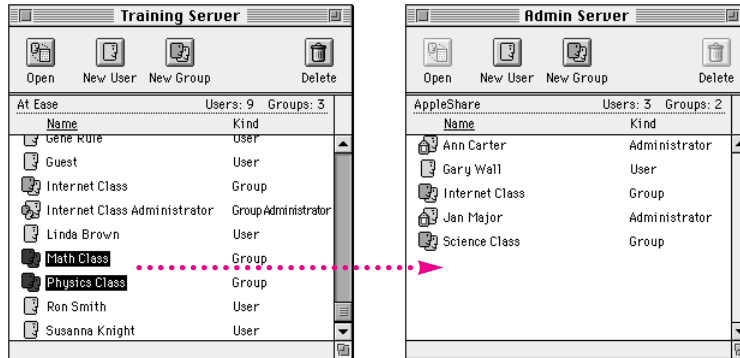 Training Server
Open New User New Group Delete
At Ease Users: 9 Groups: 3
Name Kind
Gene Rule User
Guest User
Internet Class Group
Internet Class Administrator Group Administrator
Linda Brown User
Math Class Group
Physics Class Group
Ron Smith User
Susanna Knight User
Admin Server
Open New User New Group Delete
AppleShare Users: 3 Groups: 2
Name Kind
Ann Carter Administrator
Gary Wall User
Internet Class Group
Jan Major Administrator
Science Class Group